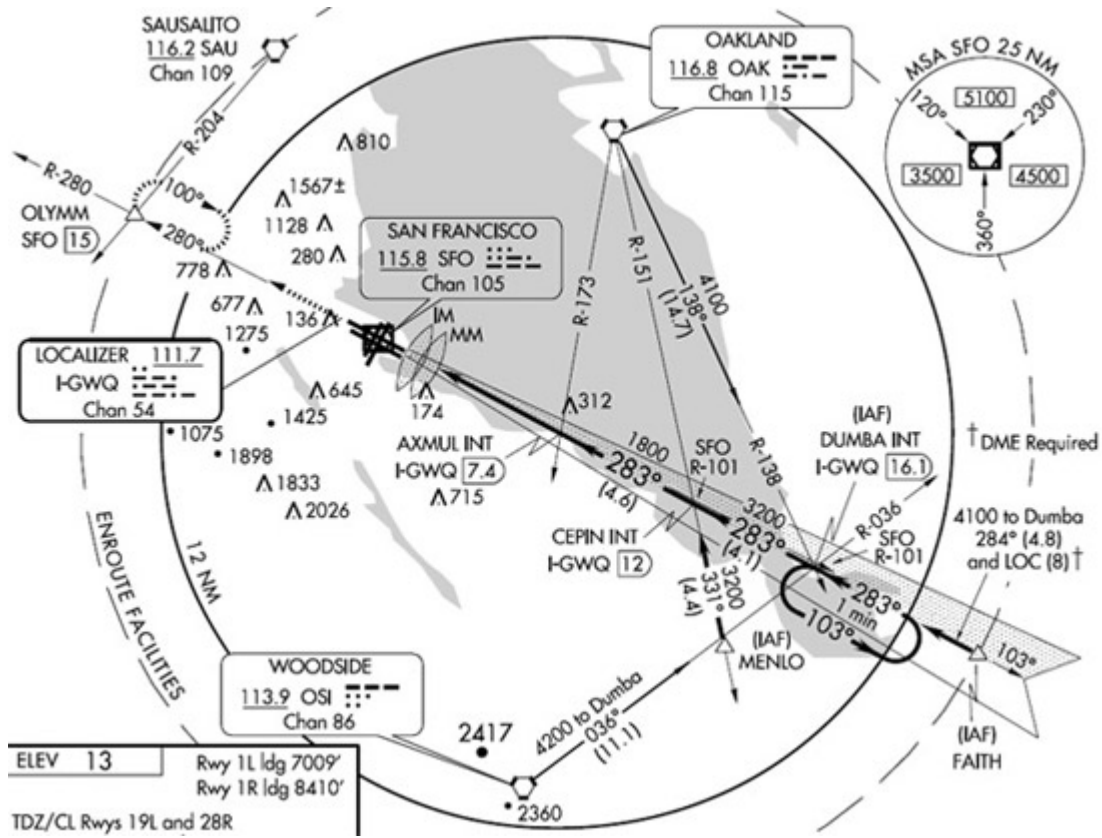 SAUSALITO
116.2 SAU
Chan 109
OAKLAND
116.8 OAK
Chan 115
MSA SFO 25 NM
5100
120°
230°
3500
4500
360°
R-204
R-280
100°
280°
OLYMM
SFO 15
810
1567±
1128
280
778
677
136
1275
SAN FRANCISCO
115.8 SFO
Chan 105
IM
MM
LOCALIZER 111.7
I-GWQ
Chan 54
645
174
1425
1075
1898
1833
2026
715
312
R-173
R-151
4100
138°
(14.7)
R-138
AXMUL INT
I-GWQ 7.4
1800
283°
(4.6)
SFO
R-101
CEPIN INT
I-GWQ 12
3200
283°
(4.1)
(IAF)
DUMBA INT
I-GWQ 16.1
† DME Required
R-036
SFO
R-101
4100 to Dumba
284° (4.8)
and LOC (8) †
283°
1 min
103°
103°
3200
331°
(4.4)
(IAF)
MENLO
(IAF)
FAITH
ENROUTE FACILITIES
12 NM
WOODSIDE
113.9 OSI
Chan 86
4200 to Dumba
036°
(11.1)
2417
2360
ELEV 13
Rwy 1L ldg 7009'
Rwy 1R ldg 8410'
TDZ/CL Rwys 19L and 28R